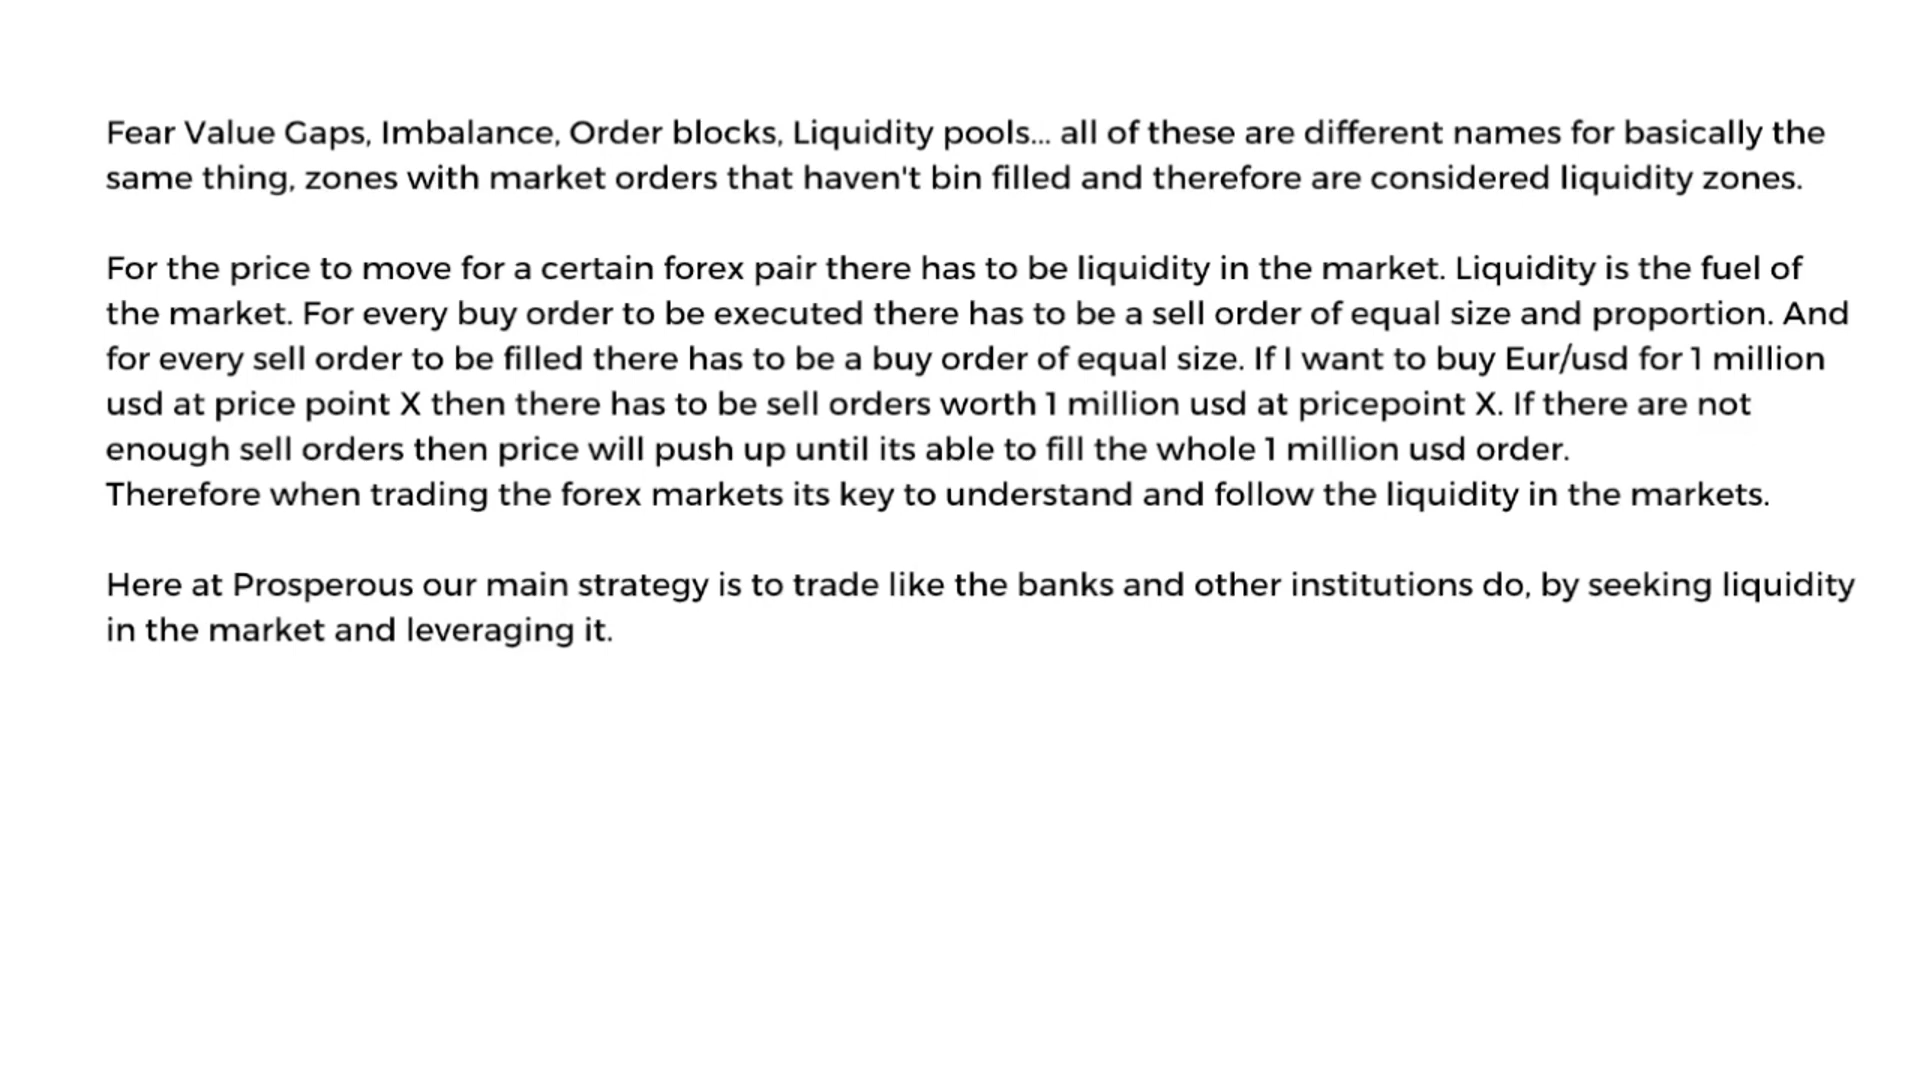 Fear Value Gaps, Imbalance, Order blocks, Liquidity pools... all of these are different names for basically the
same thing, zones with market orders that haven't bin filled and therefore are considered liquidity zones.
For the price to move for a certain forex pair there has to be liquidity in the market. Liquidity is the fuel of
the market. For every buy order to be executed there has to be a sell order of equal size and proportion. And
for every sell order to be filled there has to be a buy order of equal size. If I want to buy Eur/usd for 1 million
usd at price point X then there has to be sell orders worth 1 million usd at pricepoint X. If there are not
enough sell orders then price will push up until its able to fill the whole 1 million usd order.
Therefore when trading the forex markets its key to understand and follow the liquidity in the markets.
Here at Prosperous our main strategy is to trade like the banks and other institutions do, by seeking liquidity
in the market and leveraging it.